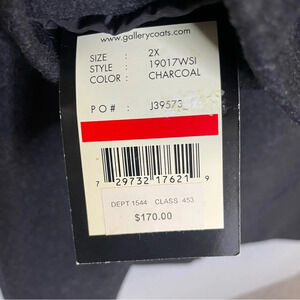 www.gallerycoats.com
SIZE : 2X
STYLE : 19017WSI
COLOR : CHARCOAL
PO# : J39573
7 29732 17621 9
DEPT 1544 CLASS 453
$170.00